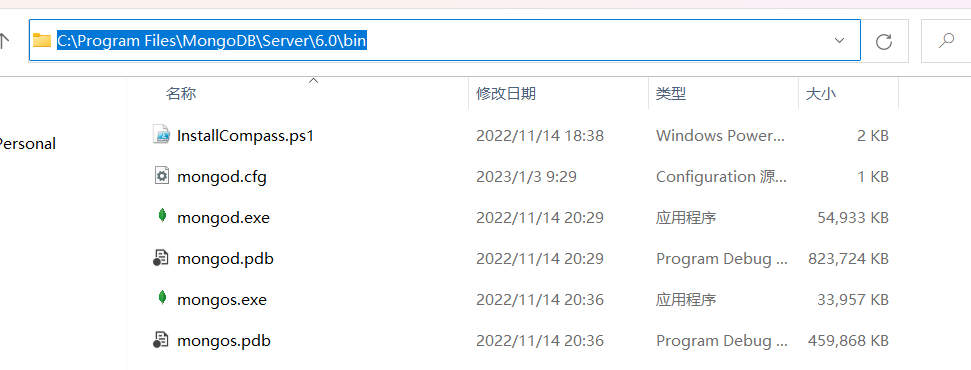 C:\Program Files\MongoDB\Server\6.0\bin
名称 修改日期 类型 大小
Personal
InstallCompass.ps1 2022/11/14 18:38 Windows Power... 2 KB
mongod.cfg 2023/1/3 9:29 Configuration 源... 1 KB
mongod.exe 2022/11/14 20:29 应用程序 54,933 KB
mongod.pdb 2022/11/14 20:29 Program Debug ... 823,724 KB
mongos.exe 2022/11/14 20:36 应用程序 33,957 KB
mongos.pdb 2022/11/14 20:36 Program Debug ... 459,868 KB